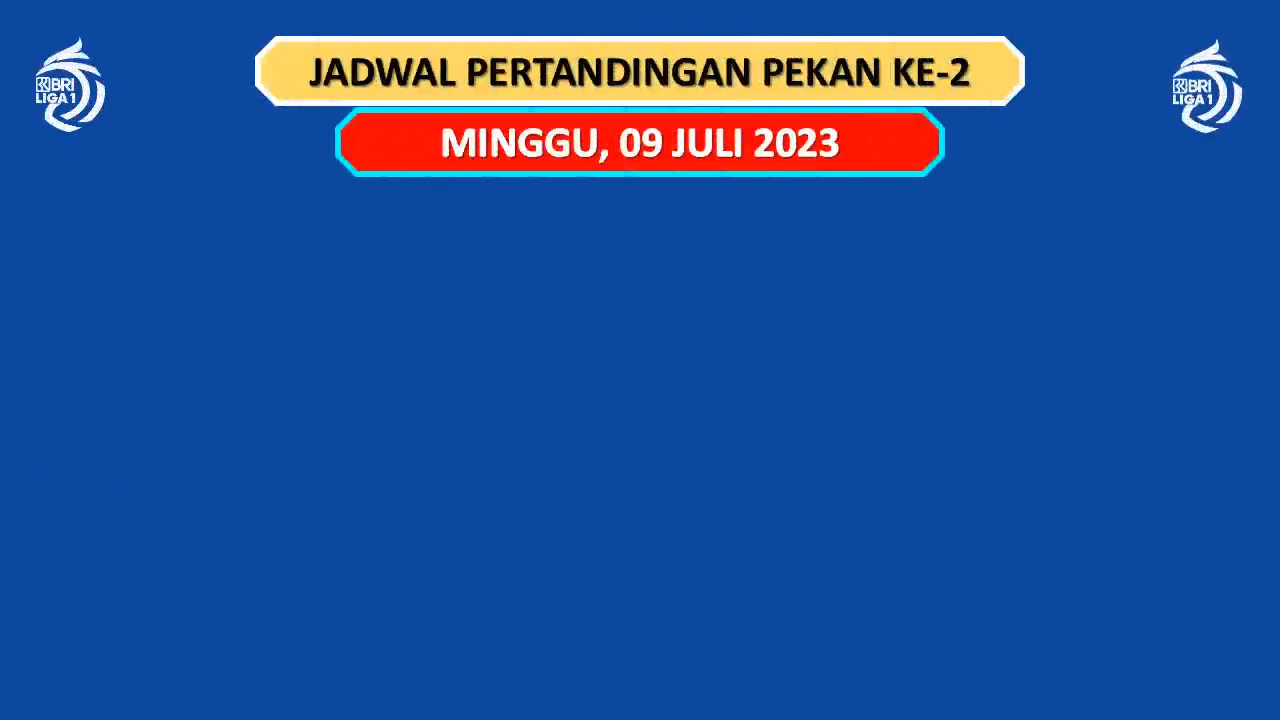 JADWAL PERTANDINGAN PEKAN KE-2
MINGGU, 09 JULI 2023
BRI
LIGA 1
BRI
LIGA 1